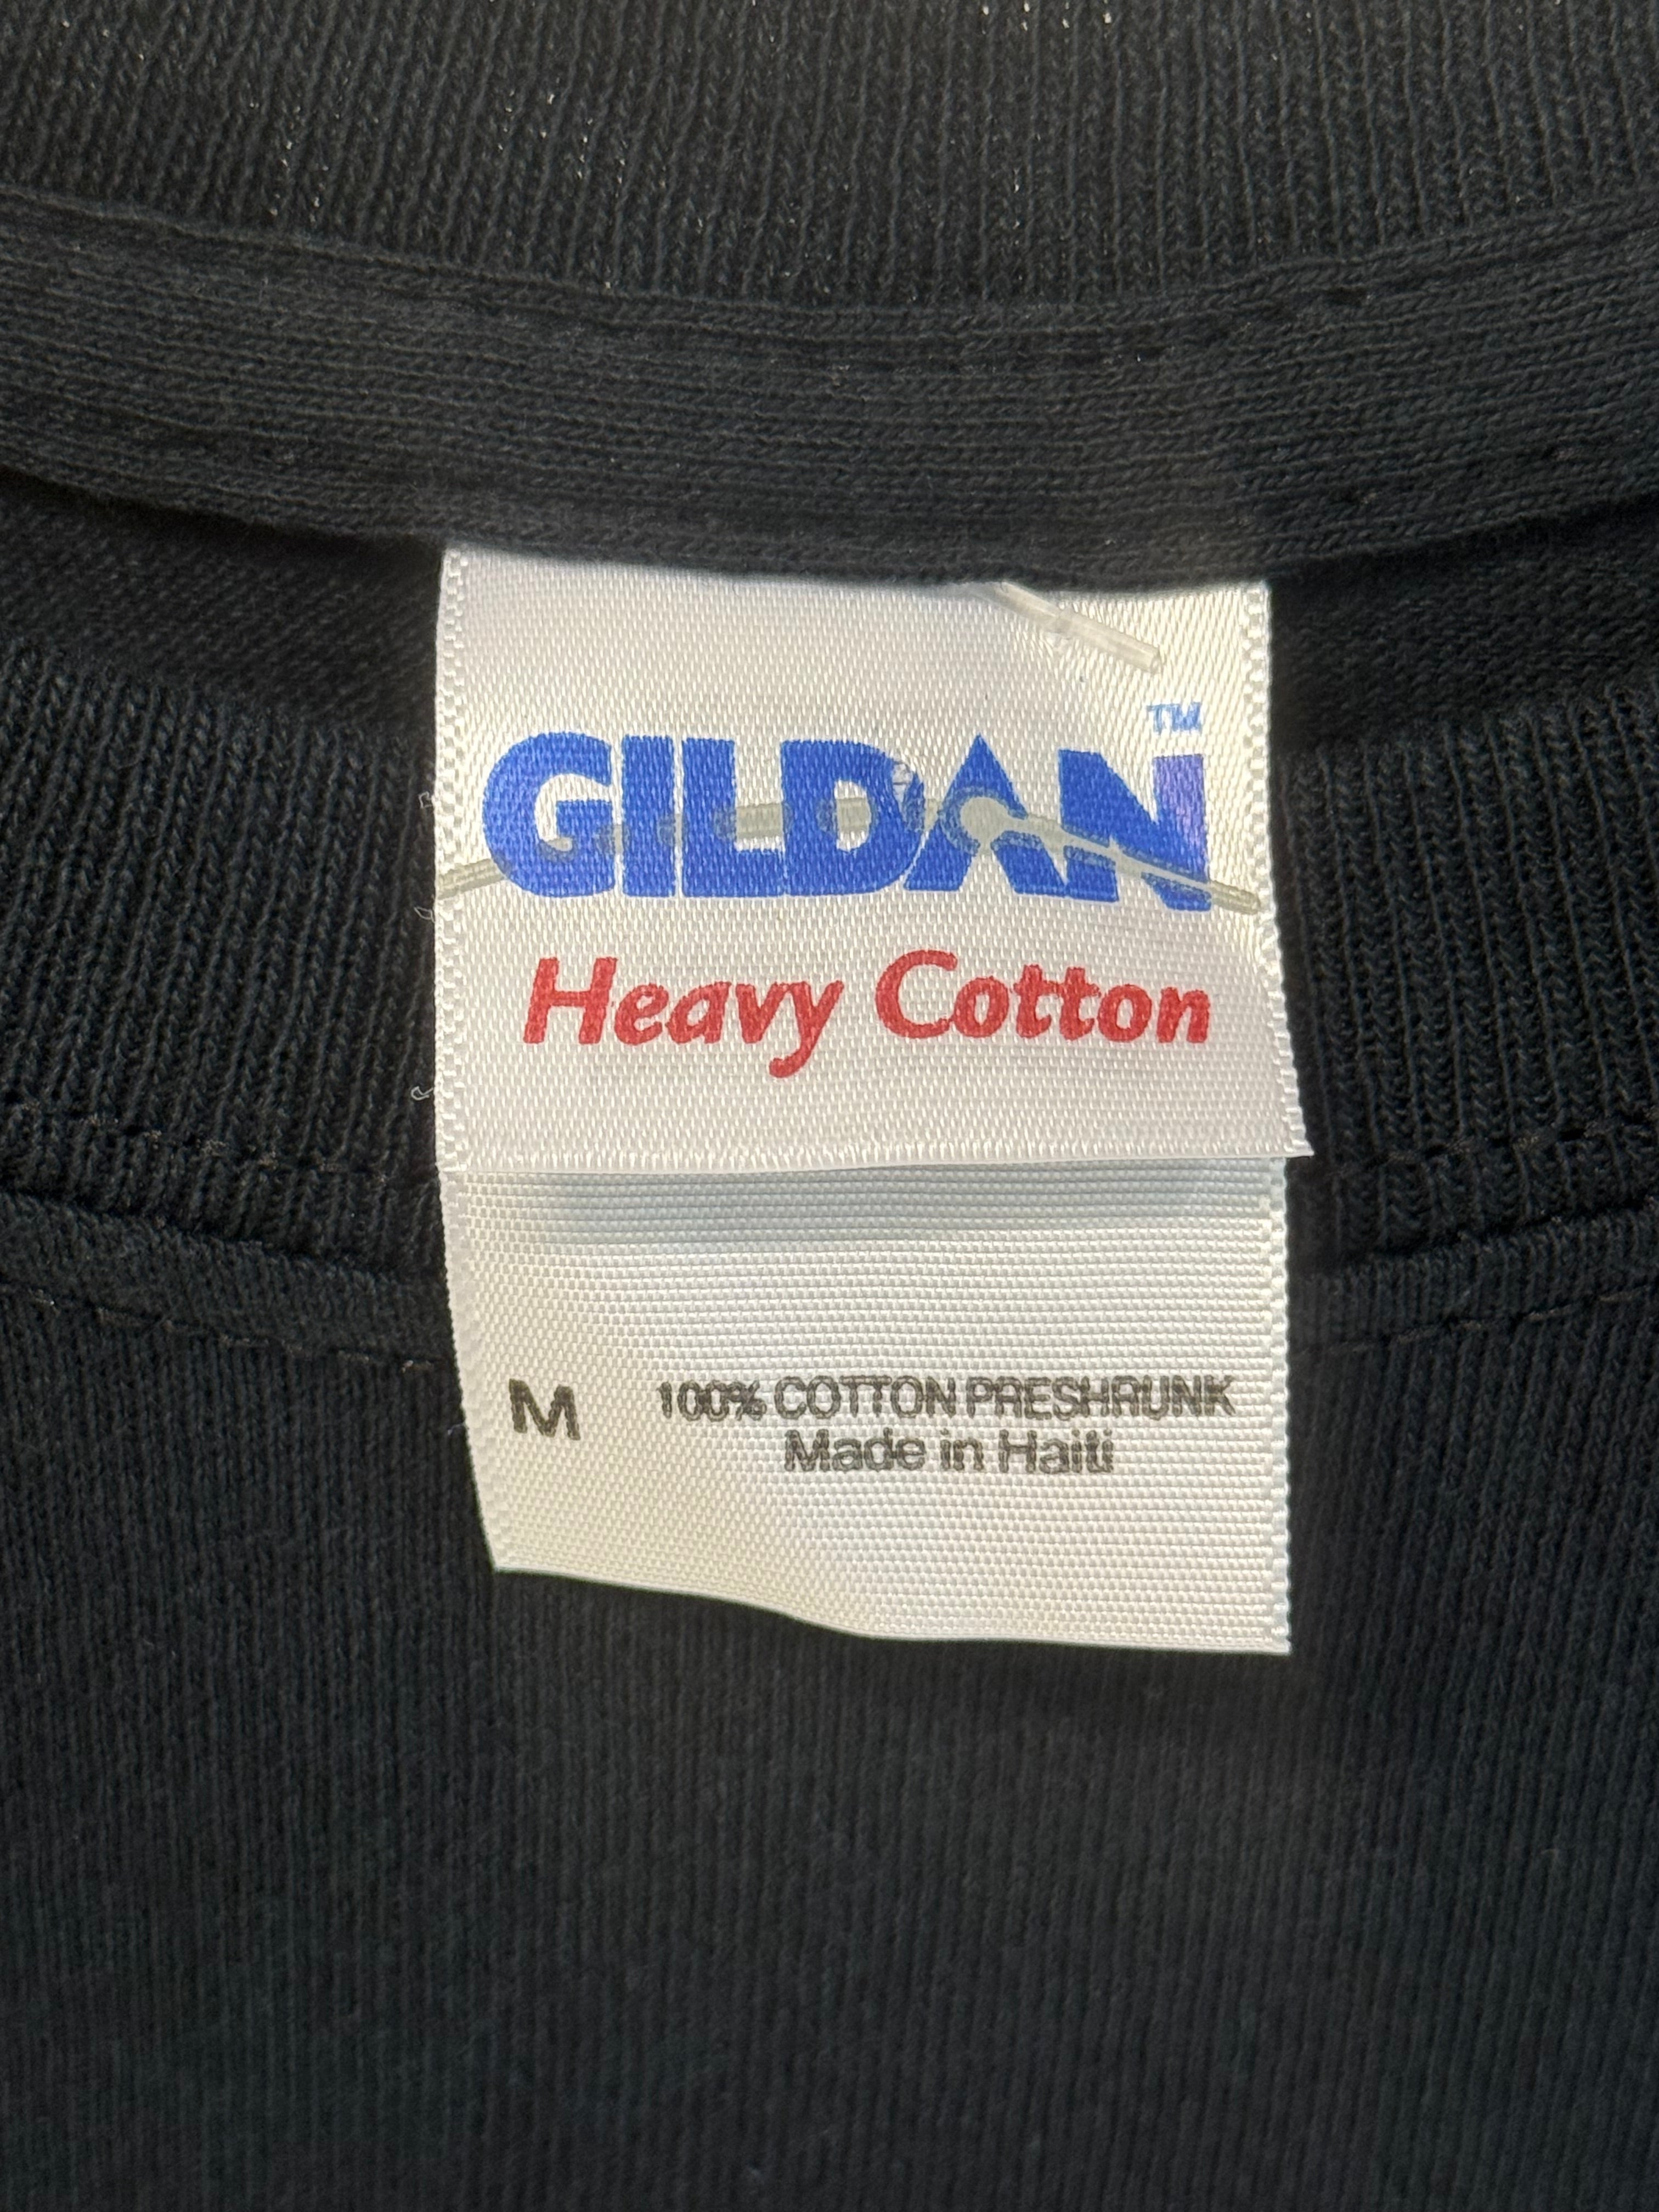 GILDAN™
Heavy Cotton
M 100% COTTON PRESHRUNK
Made in Haiti